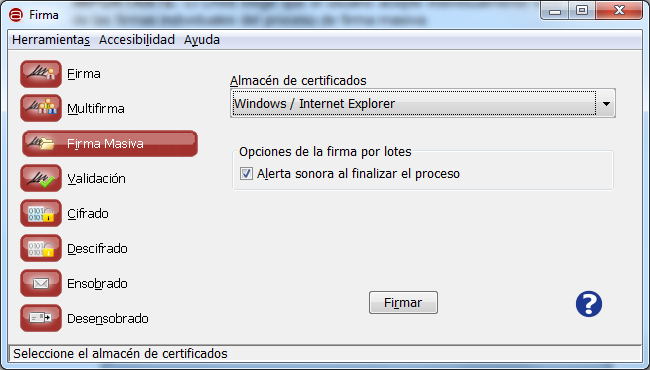 Firma
Herramientas Accesibilidad Ayuda
Firma
Multifirma
Firma Masiva
Validación
Cifrado
Descifrado
Ensobrado
Desensobrado
Almacén de certificados
Windows / Internet Explorer
Opciones de la firma por lotes
Alerta sonora al finalizar el proceso
Firmar
Seleccione el almacén de certificados